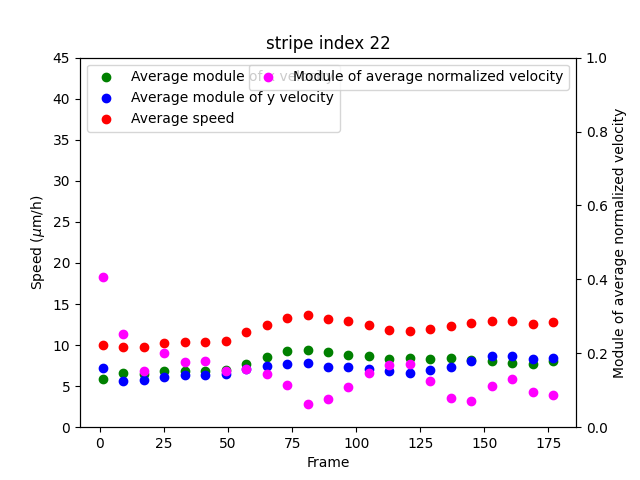 stripe index 22
Average module of x velocity
Average module of y velocity
Average speed
Module of average normalized velocity
Speed (μm/h)
45
40
35
30
25
20
15
10
5
0
1.0
0.8
0.6
0.4
0.2
0.0
Module of average normalized velocity
0 25 50 75 100 125 150 175
Frame